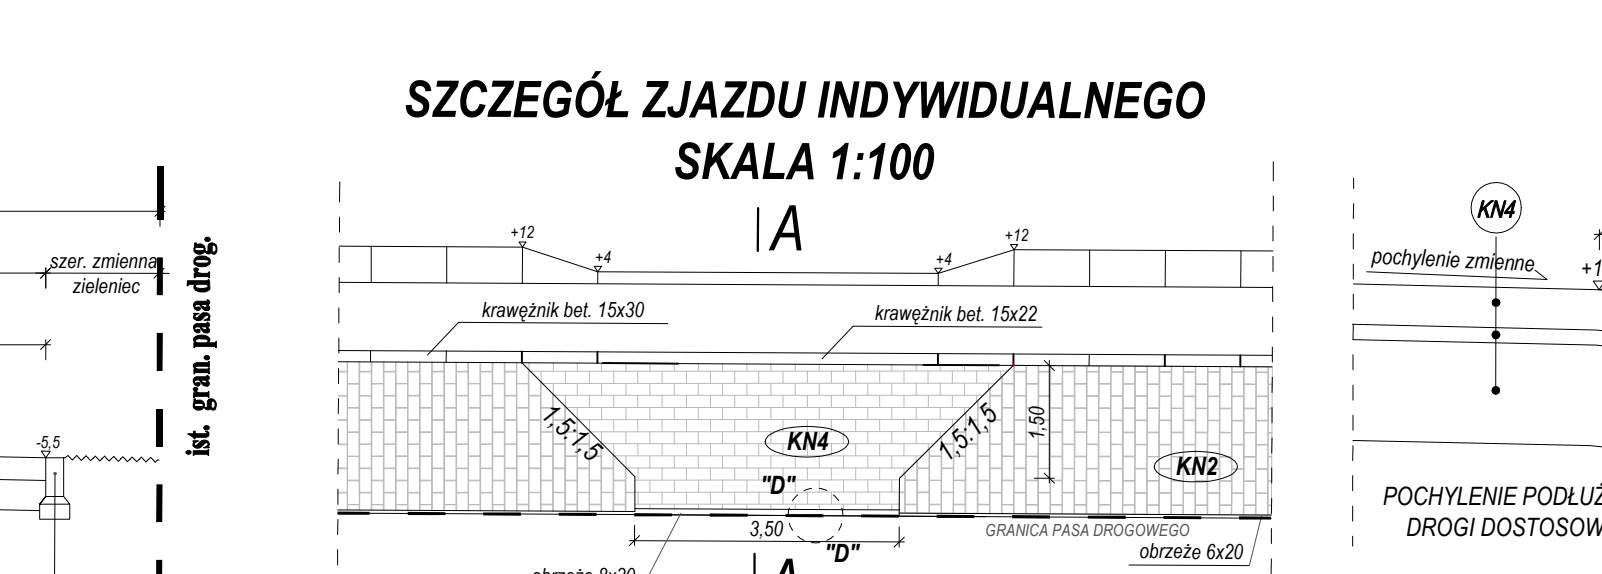 SZCZEGÓŁ ZJAZDU INDYWIDUALNEGO
SKALA 1:100
A
KN4
+12
+12
+4
+4
szer. zmienna
zieleniec
ist. gran. pasa drog.
pochylenie zmienne
krawężnik bet. 15x30
krawężnik bet. 15x22
1,5:1,5
1,5:1,5
1,50
KN4
KN2
-5,5
"D"
3,50
"D"
GRANICA PASA DROGOWEGO
obrzeże 6x20
POCHYLENIE
DROGI